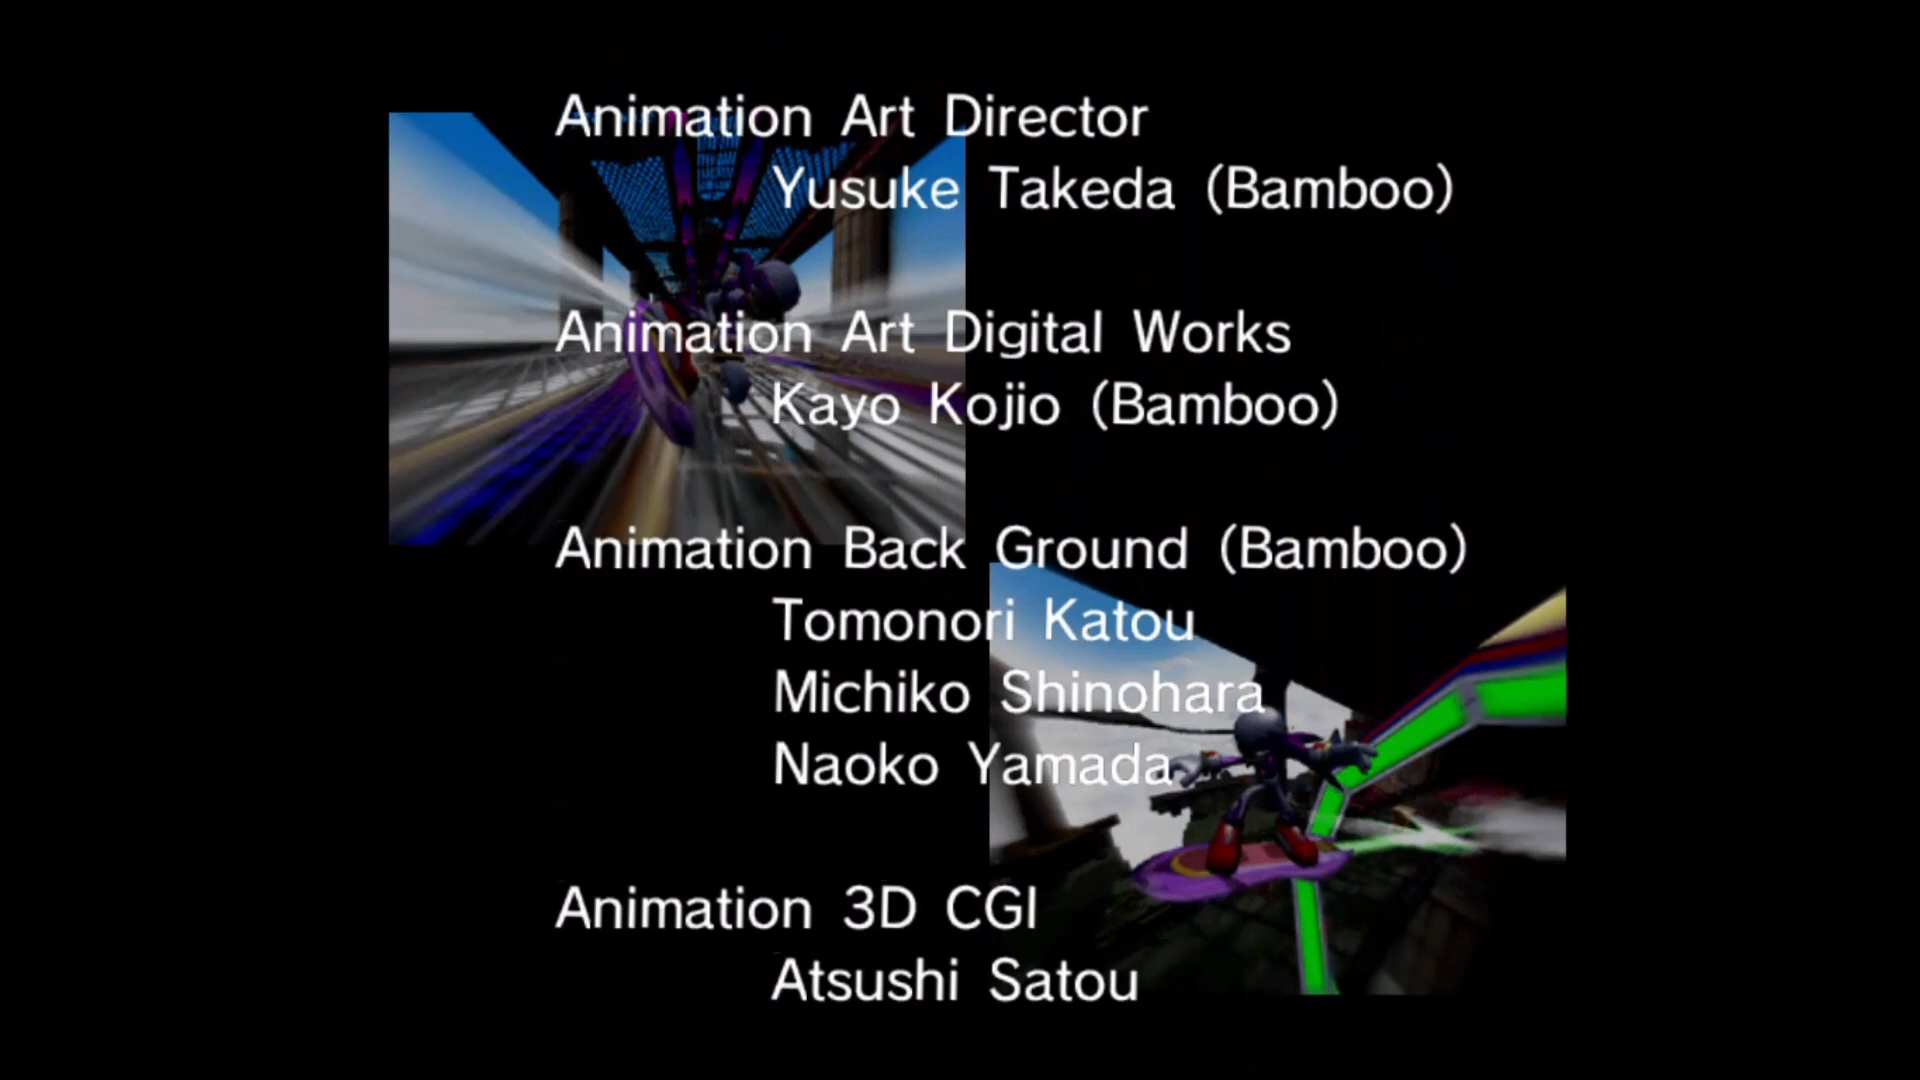 Animation Art Director
Yusuke Takeda (Bamboo)
Animation Art Digital Works
Kayo Kojio (Bamboo)
Animation Back Ground (Bamboo)
Tomonori Katou
Michiko Shinohara
Naoko Yamada
Animation 3D CGI
Atsushi Satou